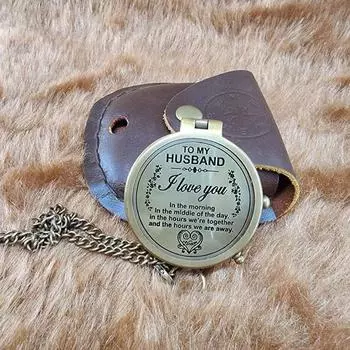 TO MY
HUSBAND
I love you
In the morning
In the middle of the day
in the hours we're together
and the hours we are away.